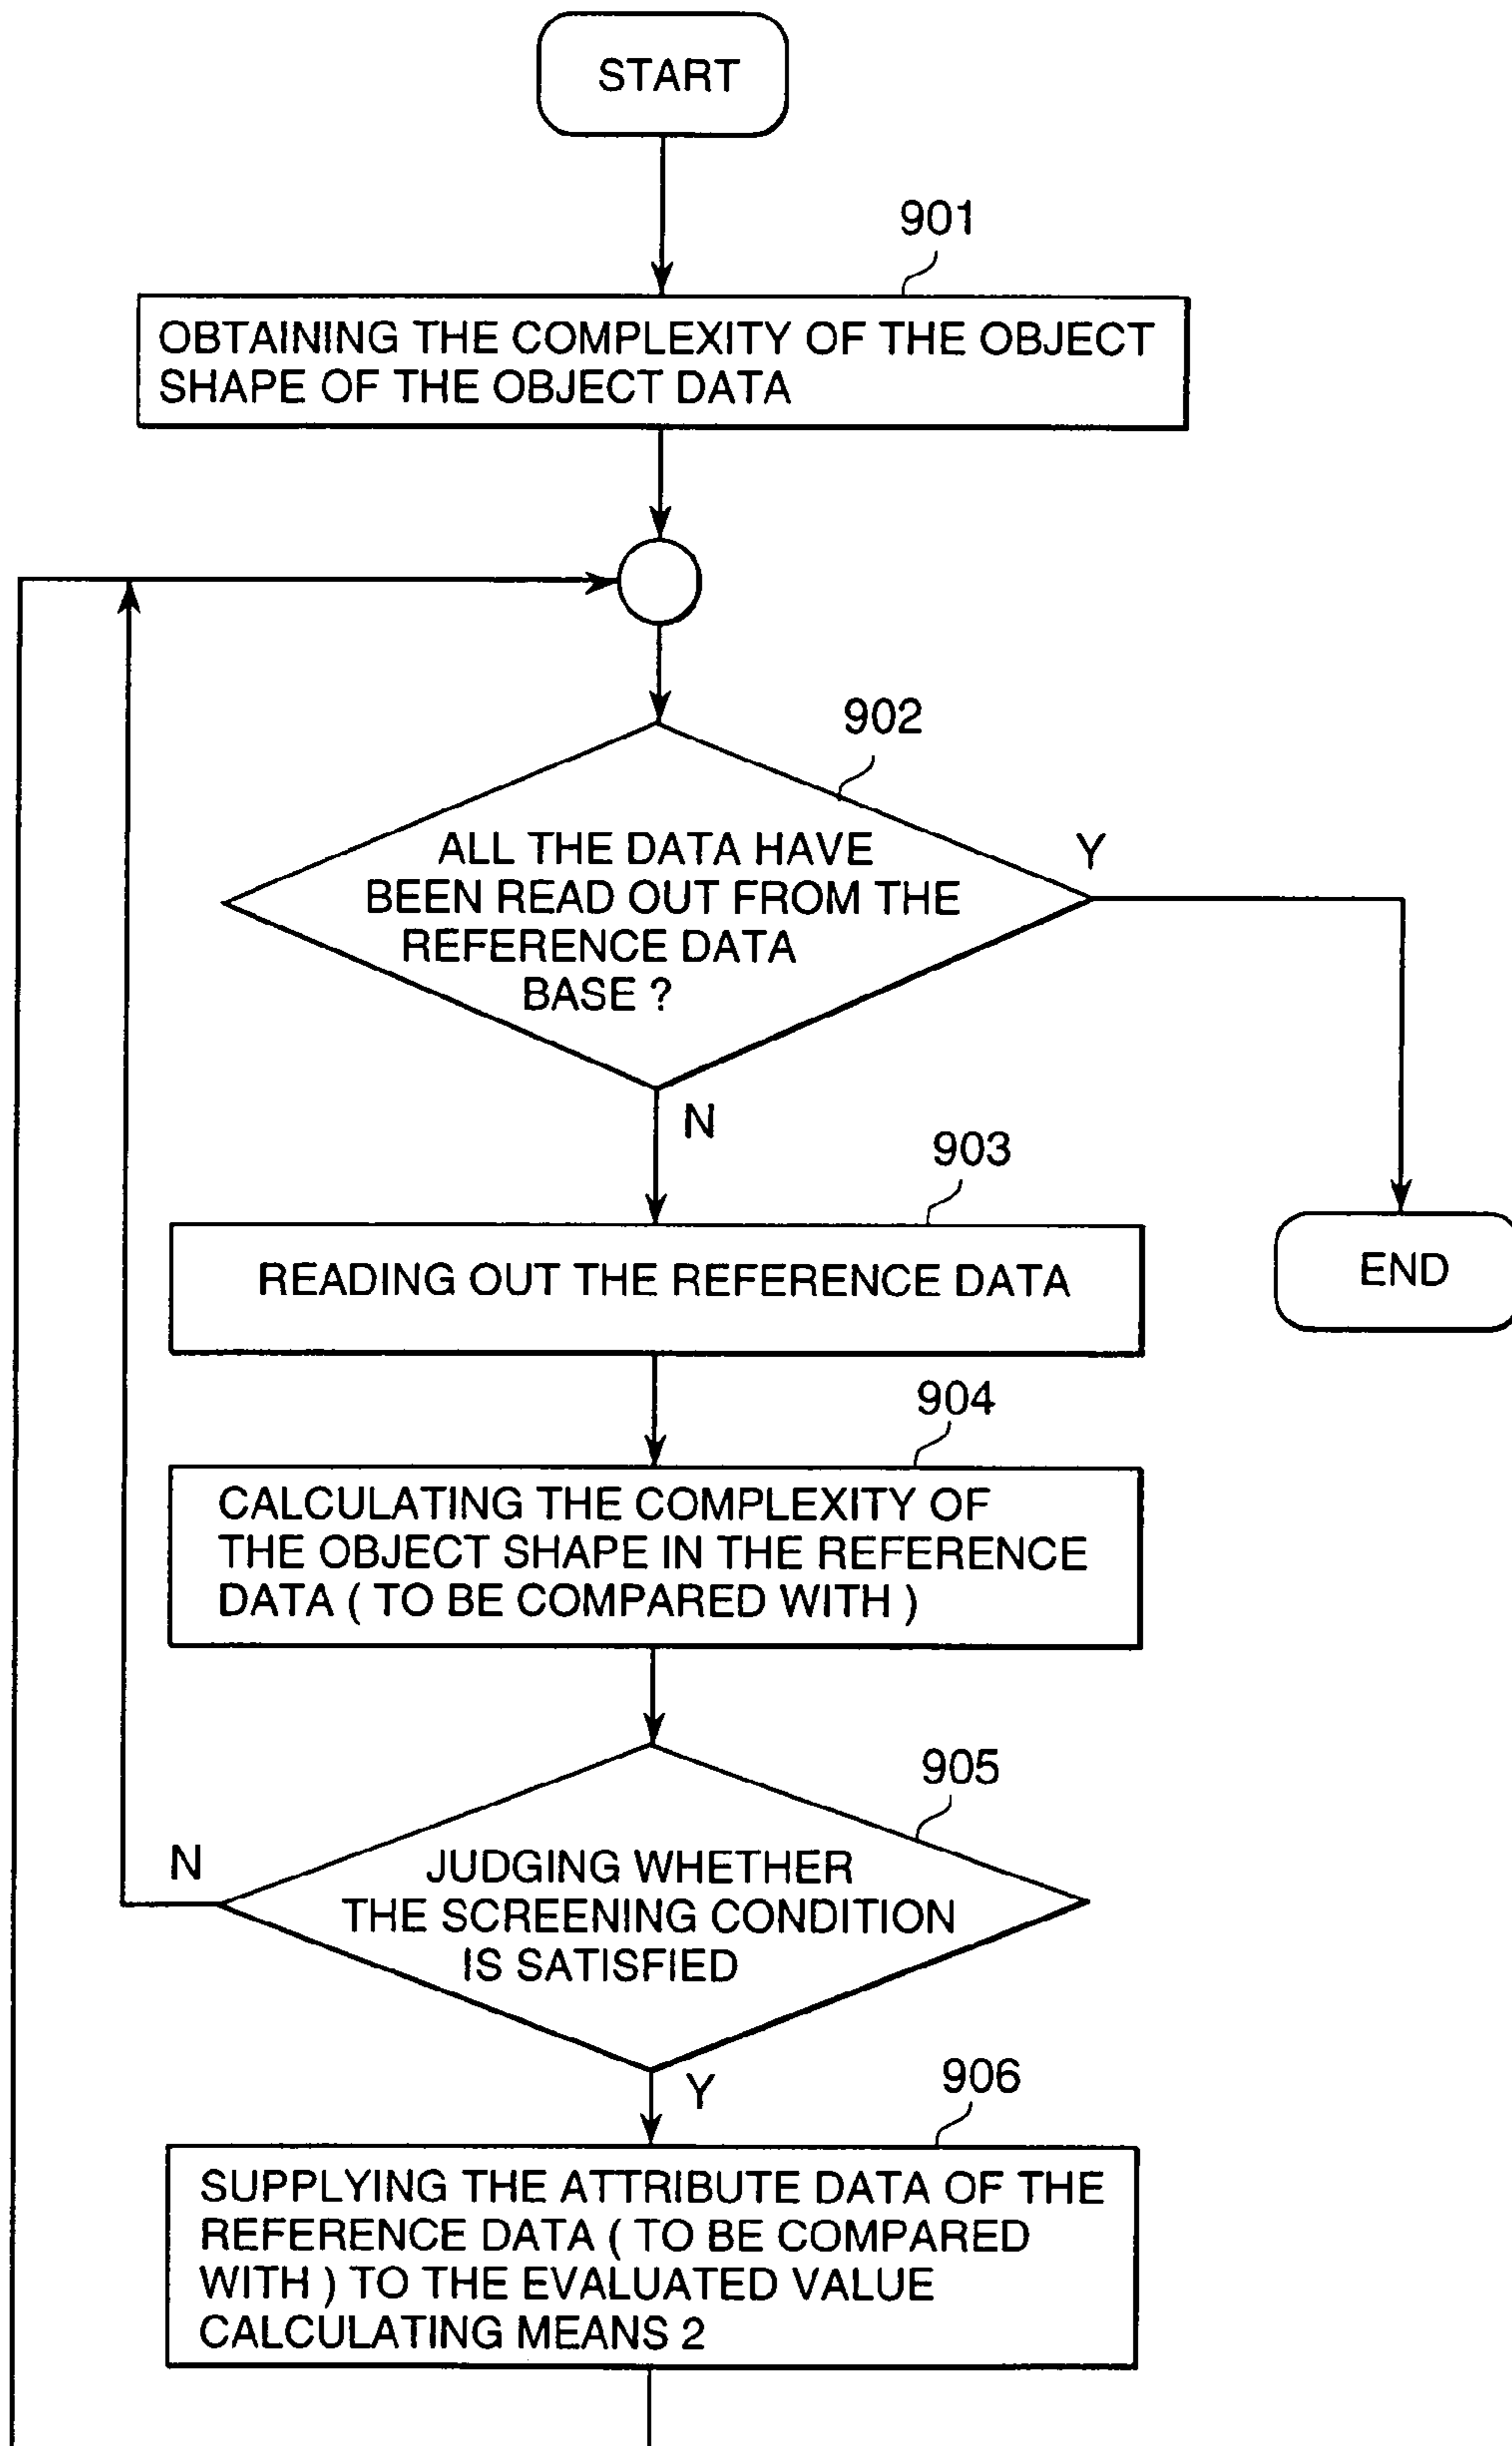 START
901
OBTAINING THE COMPLEXITY OF THE OBJECT
SHAPE OF THE OBJECT DATA
902
ALL THE DATA HAVE
BEEN READ OUT FROM THE
REFERENCE DATA
BASE ?
Y
N
903
READING OUT THE REFERENCE DATA
END
904
CALCULATING THE COMPLEXITY OF
THE OBJECT SHAPE IN THE REFERENCE
DATA ( TO BE COMPARED WITH )
905
N
JUDGING WHETHER
THE SCREENING CONDITION
IS SATISFIED
Y
906
SUPPLYING THE ATTRIBUTE DATA OF THE
REFERENCE DATA ( TO BE COMPARED
WITH ) TO THE EVALUATED VALUE
CALCULATING MEANS 2